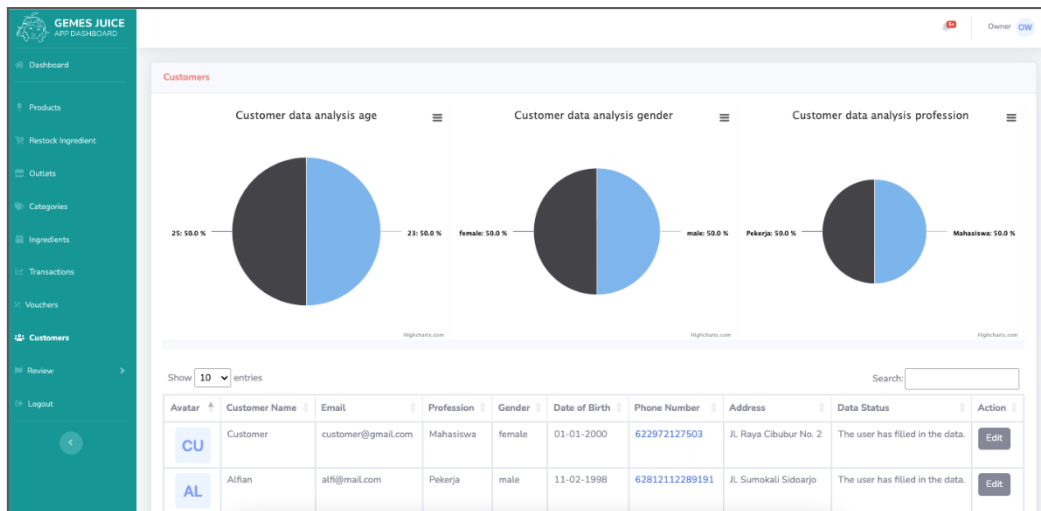 GEMES JUICE
APP DASHBOARD
5+
Owner OW
Dashboard
Products
Restock Ingredient
Outlets
Categories
Ingredients
Transactions
Vouchers
Customers
Review
Logout
Customers
Customer data analysis age
25: 50.0 %
23: 50.0 %
Highcharts.com
Customer data analysis gender
female: 50.0 %
male: 50.0 %
Highcharts.com
Customer data analysis profession
Pekerja: 50.0 %
Mahasiswa: 50.0 %
Highcharts.com
Show 10 entries
Search:
Avatar Customer Name Email Profession Gender Date of Birth Phone Number Address Data Status Action
CU Customer customer@gmail.com Mahasiswa female 01-01-2000 622972127503 JL. Raya Cibubur No. 2 The user has filled in the data. Edit
AL Alfian alfi@mail.com Pekerja male 11-02-1998 62812112289191 JL Sumokali Sidoarjo The user has filled in the data. Edit